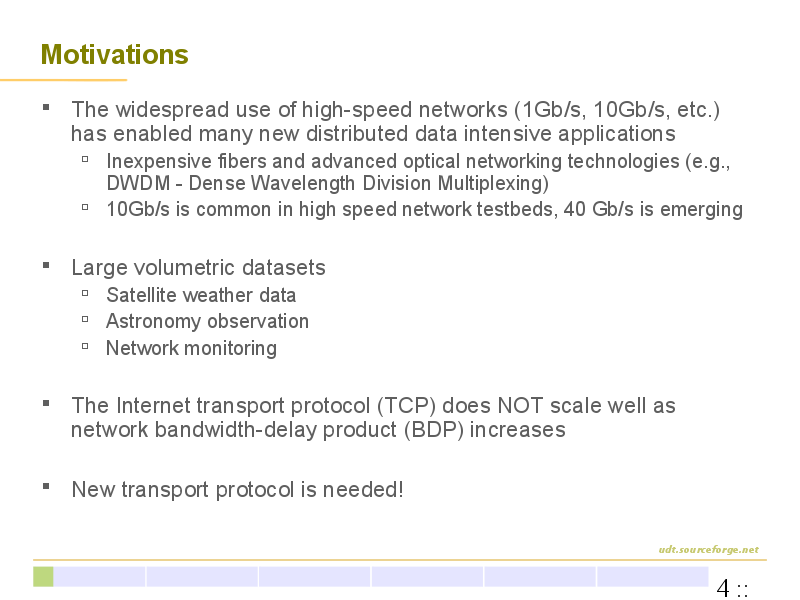 Motivations
▪ The widespread use of high-speed networks (1Gb/s, 10Gb/s, etc.)
has enabled many new distributed data intensive applications
▫ Inexpensive fibers and advanced optical networking technologies (e.g.,
DWDM - Dense Wavelength Division Multiplexing)
▫ 10Gb/s is common in high speed network testbeds, 40 Gb/s is emerging
▪ Large volumetric datasets
▫ Satellite weather data
▫ Astronomy observation
▫ Network monitoring
▪ The Internet transport protocol (TCP) does NOT scale well as
network bandwidth-delay product (BDP) increases
▪ New transport protocol is needed!
udt.sourceforge.net
4 ::